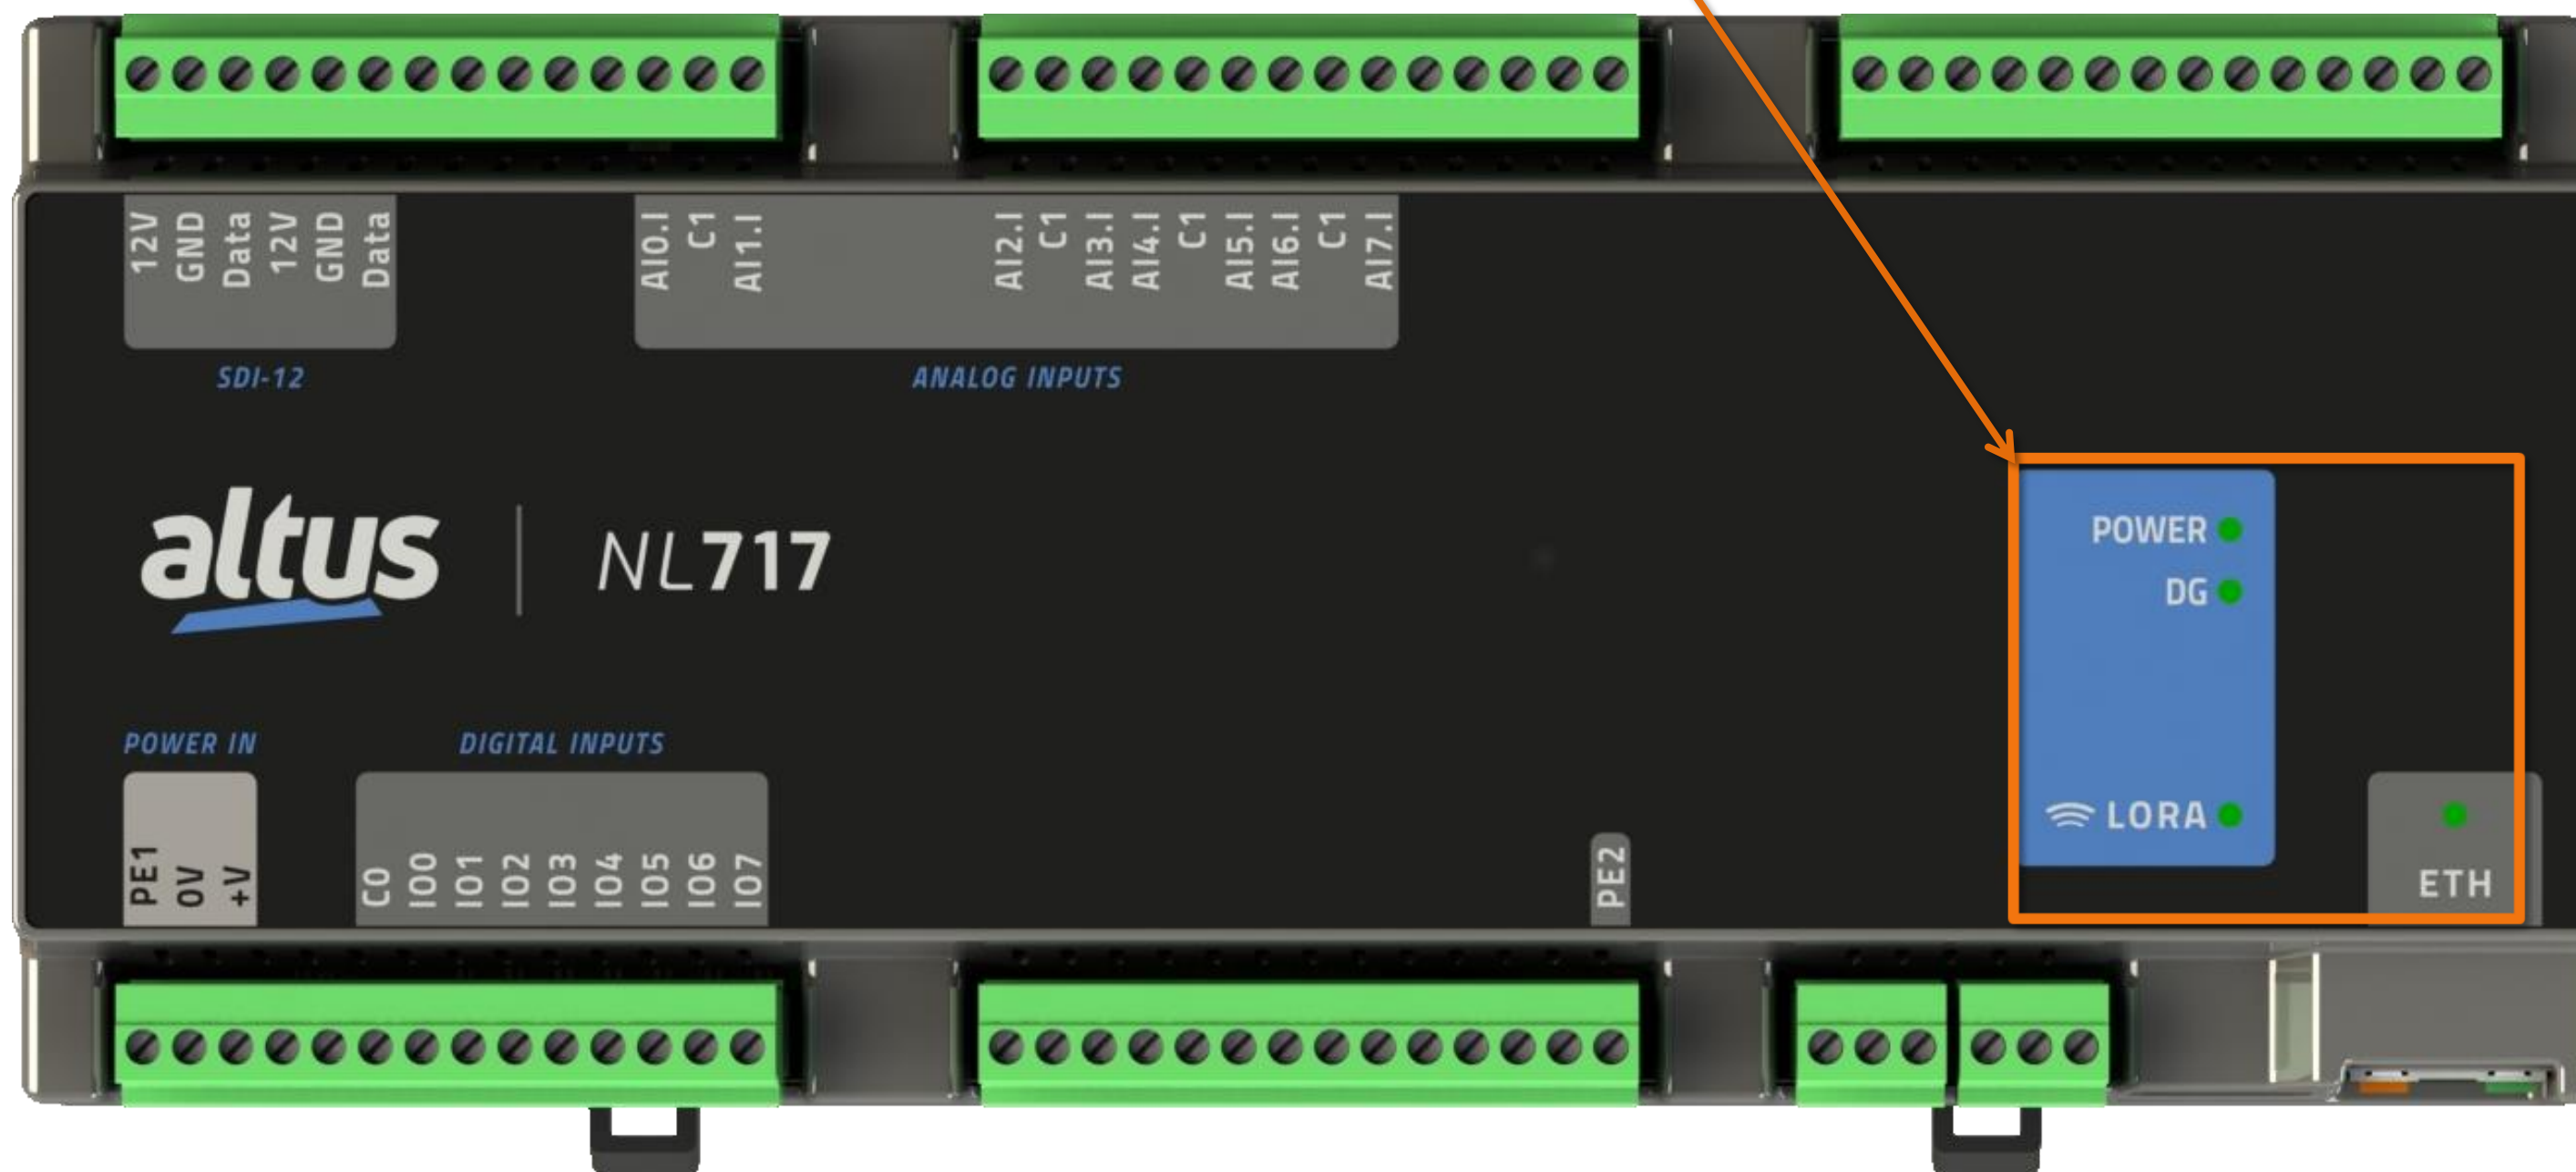 12V GND Data 12V GND Data
AI0.I C1 AI1.I AI2.I C1 AI3.I AI4.I C1 AI5.I AI6.I C1 AI7.I
SDI-12
ANALOG INPUTS
altus
NL717
POWER
DG
LORA
ETH
POWER IN
DIGITAL INPUTS
PE1 0V +V
C0 I00 I01 I02 I03 I04 I05 I06 I07
PE2